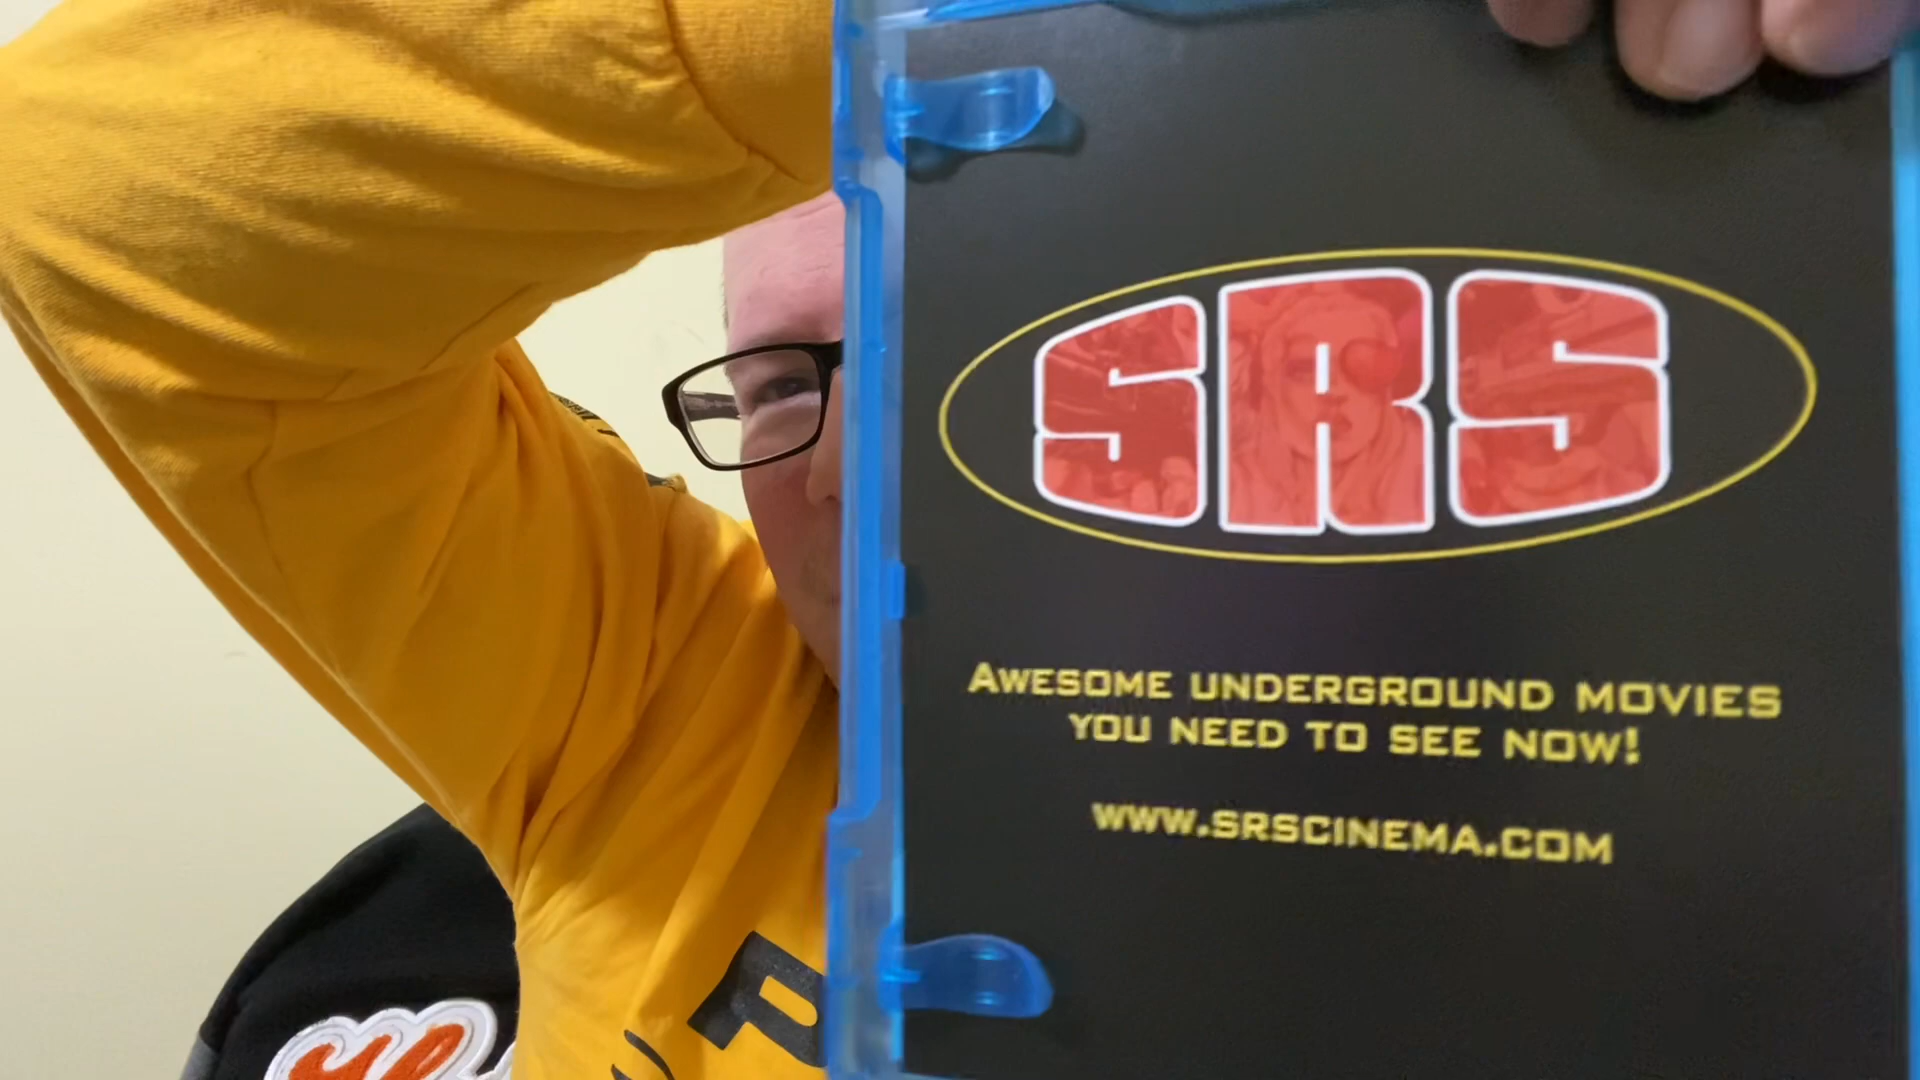 SRS
AWESOME UNDERGROUND MOVIES
YOU NEED TO SEE NOW!
WWW.SRSCINEMA.COM
P